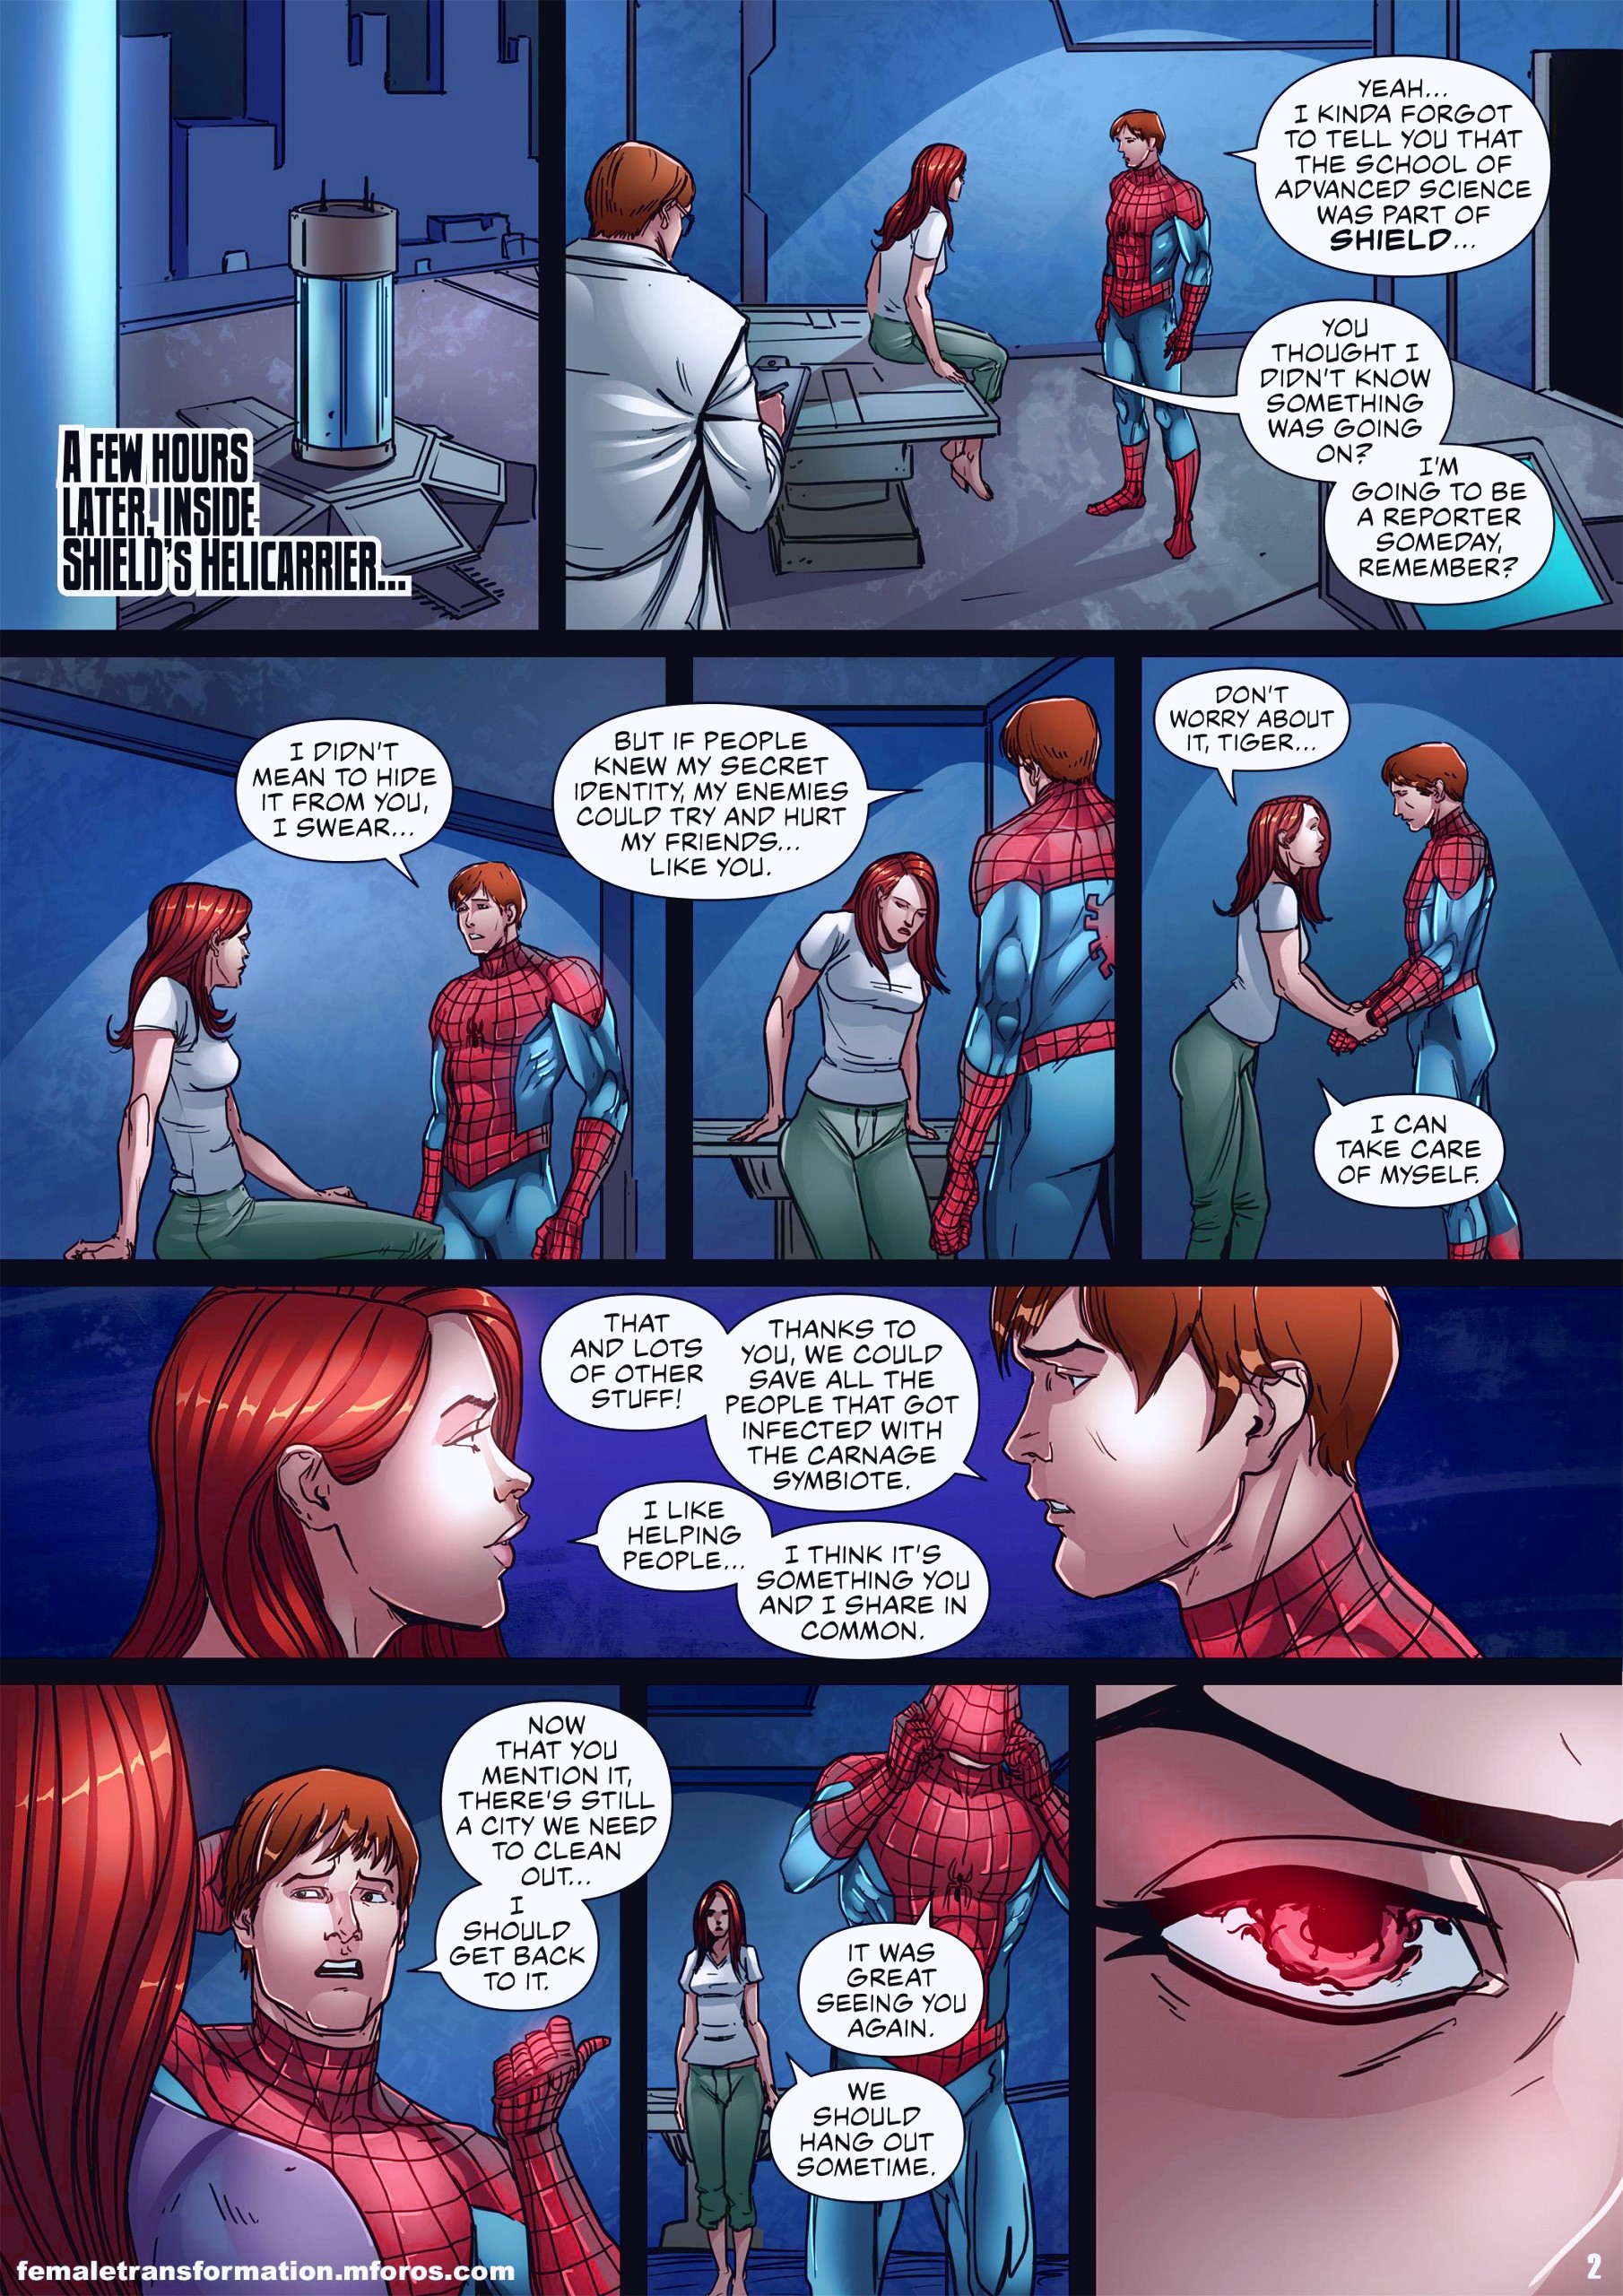 A FEW HOURS
LATER, INSIDE
SHIELD'S HELICARRIER...
YEAH...
I KINDA FORGOT
TO TELL YOU THAT
THE SCHOOL OF
ADVANCED SCIENCE
WAS PART OF
SHIELD...
YOU
THOUGHT I
DIDN'T KNOW
SOMETHING
WAS GOING
ON?
I'M
GOING TO BE
A REPORTER
SOMEDAY,
REMEMBER?
I DIDN'T
MEAN TO HIDE
IT FROM YOU,
I SWEAR...
BUT IF PEOPLE
KNEW MY SECRET
IDENTITY, MY ENEMIES
COULD TRY AND HURT
MY FRIENDS...
LIKE YOU.
DON'T
WORRY ABOUT
IT, TIGER...
I CAN
TAKE CARE
OF MYSELF.
THAT
AND LOTS
OF OTHER
STUFF!
THANKS TO
YOU, WE COULD
SAVE ALL THE
PEOPLE THAT GOT
INFECTED WITH
THE CARNAGE
SYMBIOTE.
I LIKE
HELPING
PEOPLE...
I THINK IT'S
SOMETHING YOU
AND I SHARE IN
COMMON.
NOW
THAT YOU
MENTION IT,
THERE'S STILL
A CITY WE NEED
TO CLEAN
OUT...
I
SHOULD
GET BACK
TO IT.
IT WAS
GREAT
SEEING YOU
AGAIN.
WE
SHOULD
HANG OUT
SOMETIME.
femaletransformation.mforos.com
2